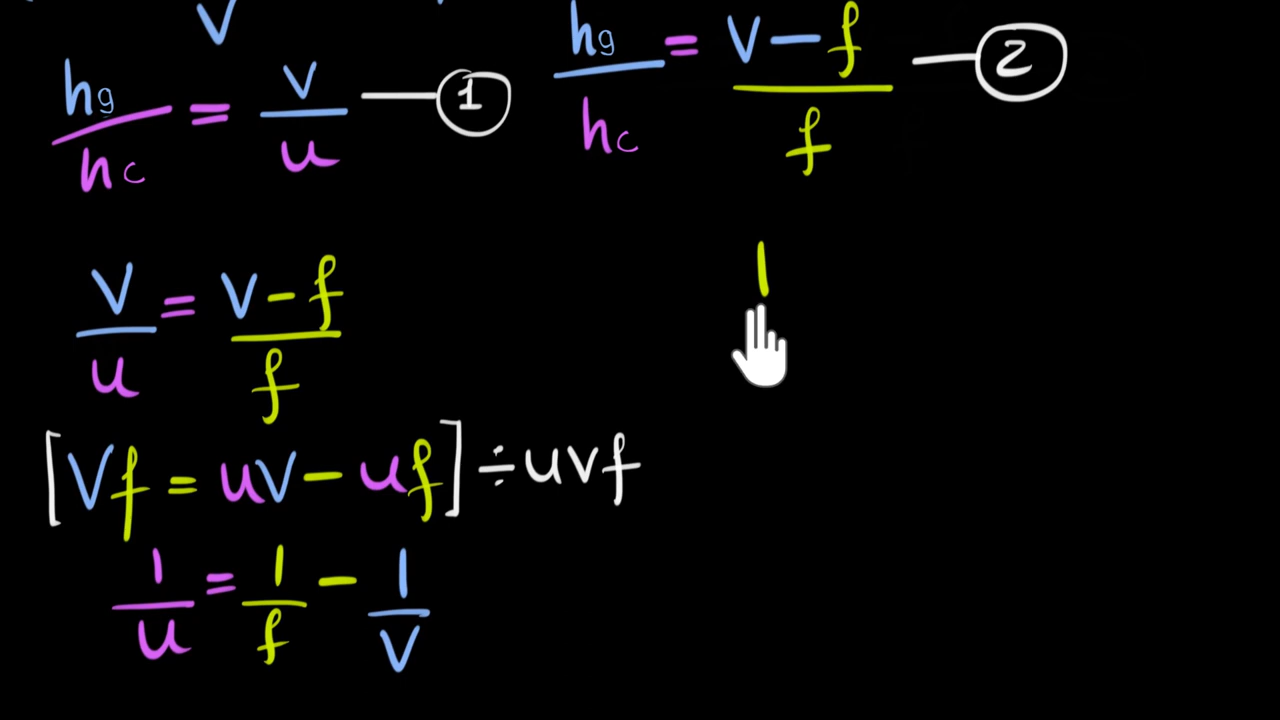 v
hg/hc = v/u — 1
hg/hc = v - f/f — 2
v/u = v - f/f
1
[vf = uv - uf] ÷ uvf
1/u = 1/f - 1/v